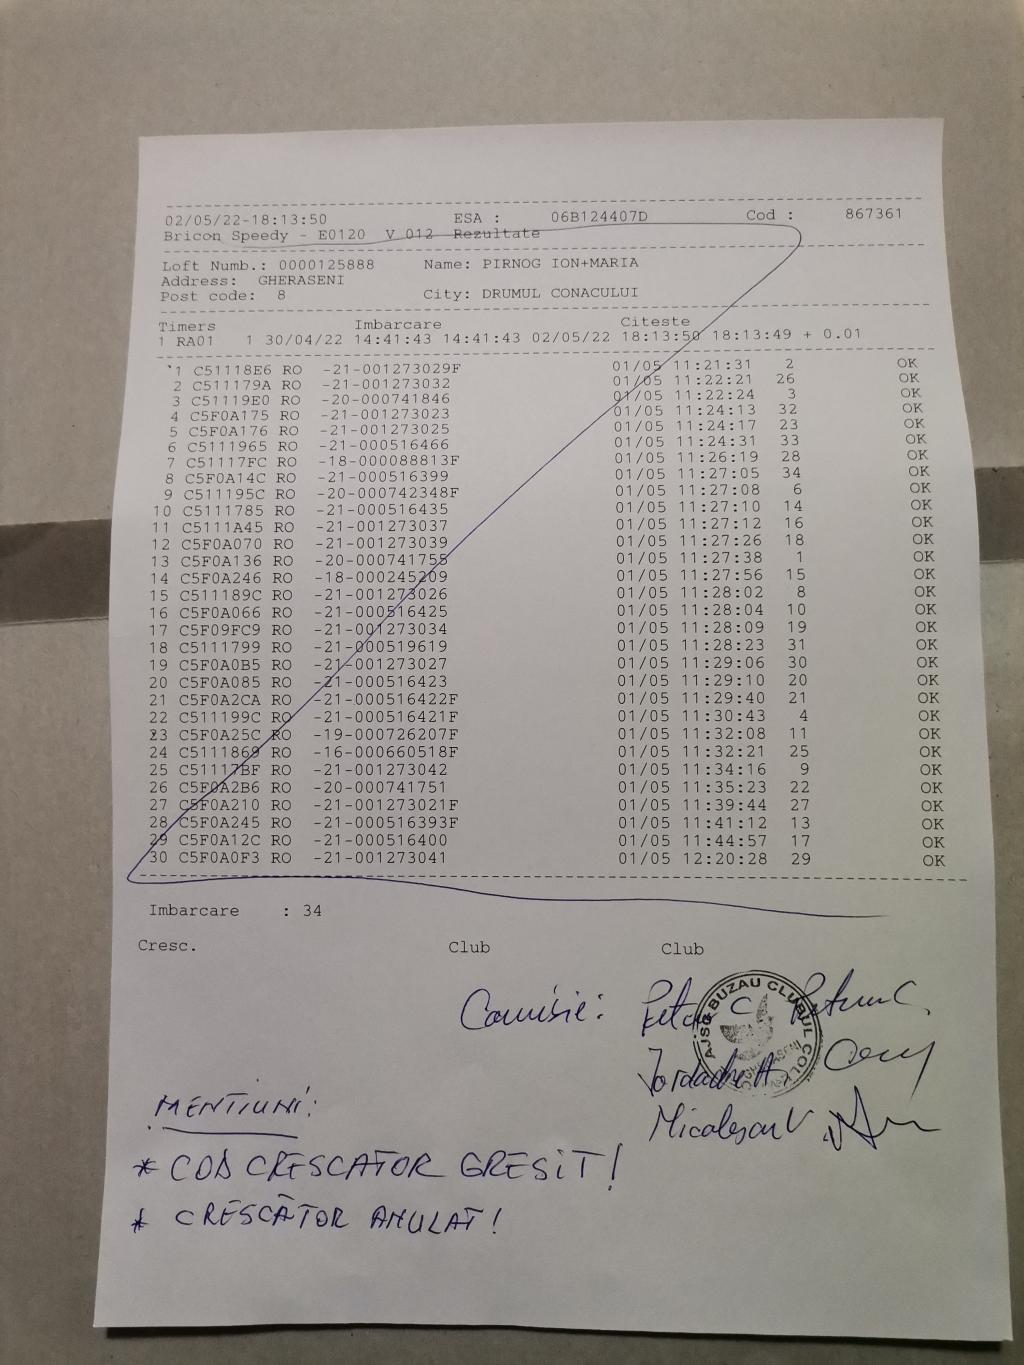 02/05/22-18:13:50 ESA : 06B124407D Cod : 867361
Bricon Speedy - E0120 V 012 Rezultate
Loft Numb.: 0000125888 Name: PIRNOG ION+MARIA
Address: GHERASENI
Post code: 8 City: DRUMUL CONACULUI
Timers Imbarcare Citeste
1 RA01 1 30/04/22 14:41:43 14:41:43 02/05/22 18:13:50 18:13:49 + 0.01
1 C51118E6 RO -21-001273029F 01/05 11:21:31 2 OK
2 C511179A RO -21-001273032 01/05 11:22:21 26 OK
3 C51119E0 RO -20-000741846 01/05 11:22:24 3 OK
4 C5F0A175 RO -21-001273023 01/05 11:24:13 32 OK
5 C5F0A176 RO -21-001273025 01/05 11:24:17 23 OK
6 C5111965 RO -21-000516466 01/05 11:24:31 33 OK
7 C51117FC RO -18-000088813F 01/05 11:26:19 28 OK
8 C5F0A14C RO -21-000516399 01/05 11:27:05 34 OK
9 C511195C RO -20-000742348F 01/05 11:27:08 6 OK
10 C5111785 RO -21-000516435 01/05 11:27:10 14 OK
11 C5111A45 RO -21-001273037 01/05 11:27:12 16 OK
12 C5F0A070 RO -21-001273039 01/05 11:27:26 18 OK
13 C5F0A136 RO -20-000741755 01/05 11:27:38 1 OK
14 C5F0A246 RO -18-000245209 01/05 11:27:56 15 OK
15 C511189C RO -21-001273026 01/05 11:28:02 8 OK
16 C5F0A066 RO -21-000516425 01/05 11:28:04 10 OK
17 C5F09FC9 RO -21-001273034 01/05 11:28:09 19 OK
18 C5111799 RO -21-000519619 01/05 11:28:23 31 OK
19 C5F0A0B5 RO -21-001273027 01/05 11:29:06 30 OK
20 C5F0A085 RO -21-000516423 01/05 11:29:10 20 OK
21 C5F0A2CA RO -21-000516422F 01/05 11:29:40 21 OK
22 C511199C RO -21-000516421F 01/05 11:30:43 4 OK
23 C5F0A25C RO -19-000726207F 01/05 11:32:08 11 OK
24 C5111869 RO -16-000660518F 01/05 11:32:21 25 OK
25 C51117BF RO -21-001273042 01/05 11:34:16 9 OK
26 C5F0A2B6 RO -20-000741751 01/05 11:35:23 22 OK
27 C5F0A210 RO -21-001273021F 01/05 11:39:44 27 OK
28 C5F0A245 RO -21-000516393F 01/05 11:41:12 13 OK
29 C5F0A12C RO -21-000516400 01/05 11:44:57 17 OK
30 C5F0A0F3 RO -21-001273041 01/05 12:20:28 29 OK
Imbarcare : 34
Cresc. Club Club
Comisie:
AJSC BUZAU CLUBUL
Iordache A.
MENTIUNI:
* COD CRESCATOR GRESIT!
* CRESCĂTOR ANULAT!